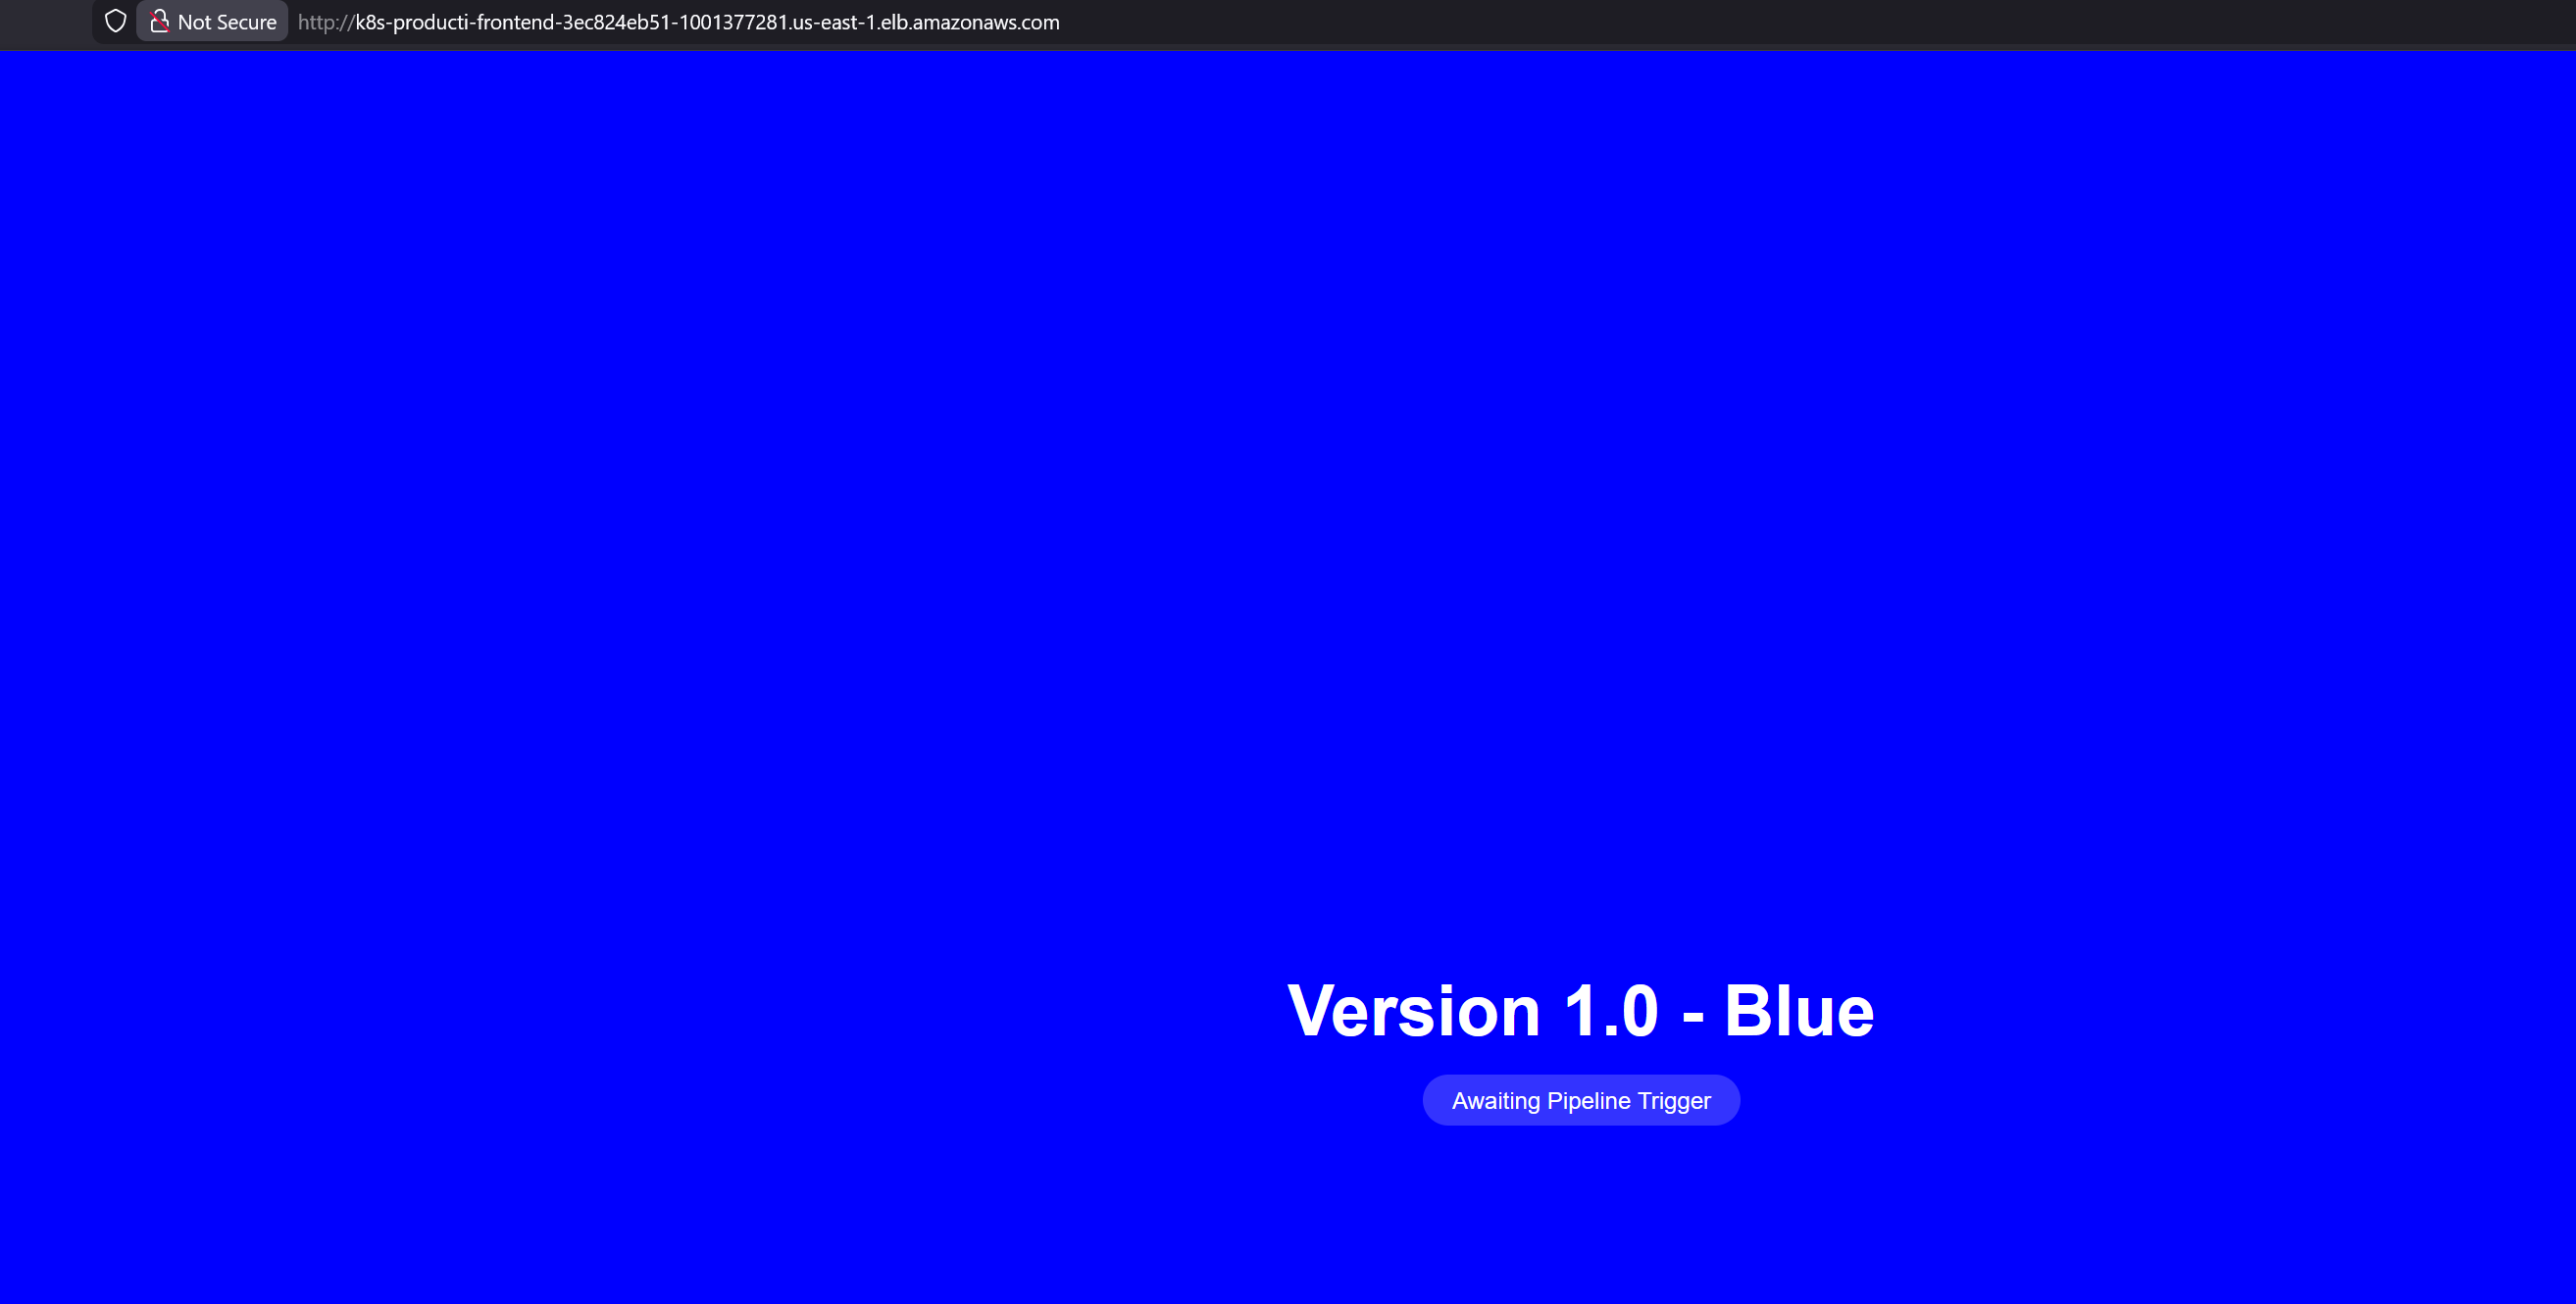 Not Secure http://k8s-producti-frontend-3ec824eb51-1001377281.us-east-1.elb.amazonaws.com
Version 1.0 - Blue
Awaiting Pipeline Trigger